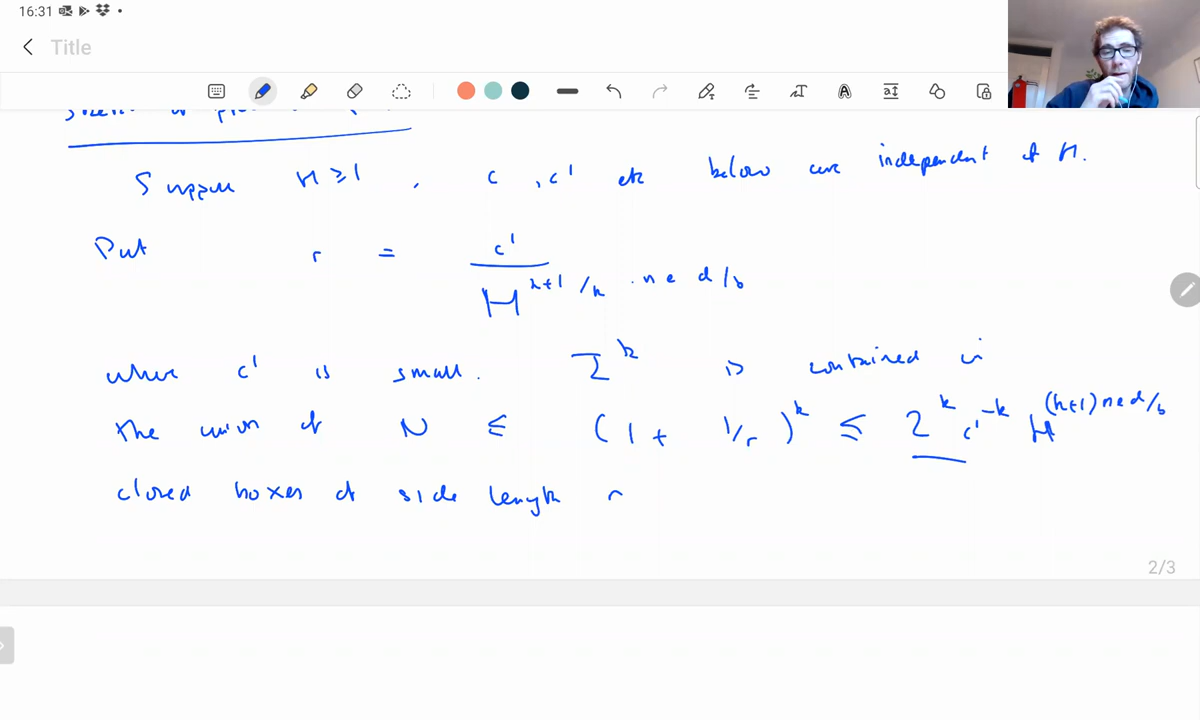 16:31
Title
Suppose H ≥ 1 , c , c' etc below are independent of H.
Put r = c' / H^{k+1/k · n e d/b}
where c' is small. I^k is contained in
the union of N ≤ (1 + 1/r)^k ≤ 2^k c'^{-k} H^{(k+1) n e d/b}
closed boxes of side length r
2/3